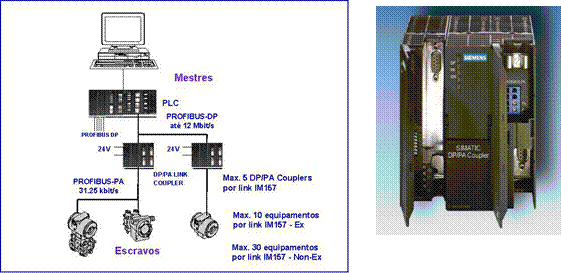 Mestres
PLC
PROFIBUS-DP
até 12 Mbit/s
PROFIBUS DP
24V
24V
PROFIBUS-PA
31.25 kbit/s
DP/PA LINK
COUPLER
Max. 5 DP/PA Couplers
por link IM157
Max. 10 equipamentos
por link IM157 - Ex
Escravos
Max. 30 equipamentos
por link IM157 - Non-Ex
SIEMENS
SIMATIC
DP/PA Coupler